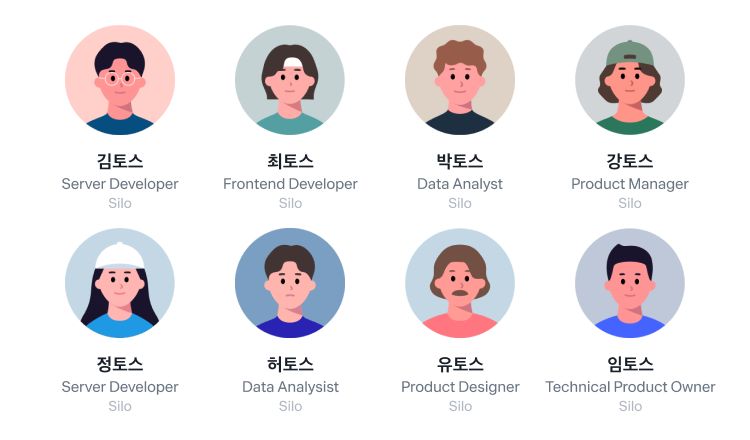 김토스
Server Developer
Silo
최토스
Frontend Developer
Silo
박토스
Data Analyst
Silo
강토스
Product Manager
Silo
정토스
Server Developer
Silo
허토스
Data Analysist
Silo
유토스
Product Designer
Silo
임토스
Technical Product Owner
Silo